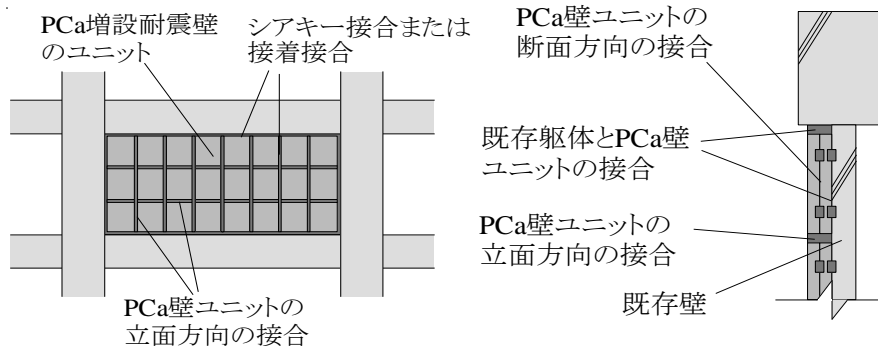 PCa増設耐震壁
のユニット
シアキー接合または
接着接合
PCa壁ユニットの
立面方向の接合
PCa壁ユニットの
断面方向の接合
既存躯体とPCa壁
ユニットの接合
PCa壁ユニットの
立面方向の接合
既存壁